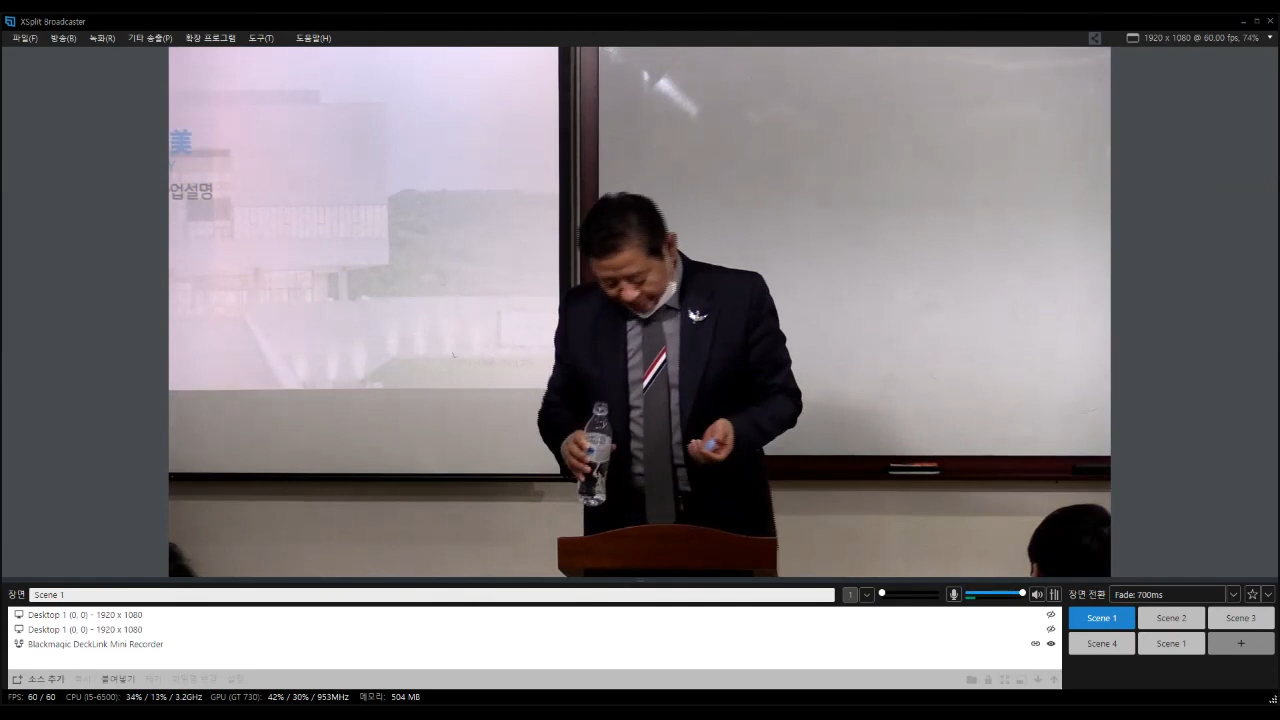 XSplit Broadcaster
파일(F) 방송(B) 녹화(R) 기타 송출(P) 확장 프로그램 도구(T) 도움말(H)
1920 x 1080 @ 60.00 fps, 74%
美
업설명
장면 Scene 1
1
장면 전환 Fade: 700ms
Desktop 1 (0, 0) - 1920 x 1080
Desktop 1 (0, 0) - 1920 x 1080
Blackmagic DeckLink Mini Recorder
Scene 1 Scene 2 Scene 3
Scene 4 Scene 1 +
소스 추가 복사 붙여넣기 설정
FPS: 60 / 60 CPU (I5-6500): 34% / 13% / 3.2GHz GPU (GT 730): 42% / 30% / 953MHz 메모리: 504 MB